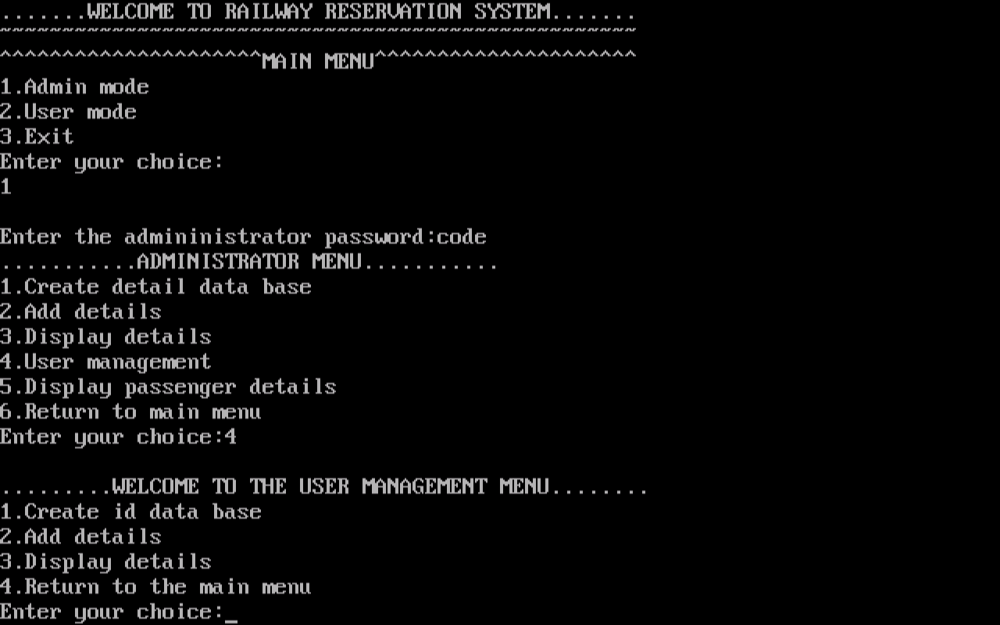 .......WELCOME TO RAILWAY RESERVATION SYSTEM.......
~~~~~~~~~~~~~~~~~~~~~~~~~~~~~~~~~~~~~~~~~~~~~~~~~~~
^^^^^^^^^^^^^^^^^^^^^MAIN MENU^^^^^^^^^^^^^^^^^^^^^
1.Admin mode
2.User mode
3.Exit
Enter your choice:
1
Enter the admininistrator password:code
...........ADMINISTRATOR MENU...........
1.Create detail data base
2.Add details
3.Display details
4.User management
5.Display passenger details
6.Return to main menu
Enter your choice:4
.........WELCOME TO THE USER MANAGEMENT MENU........
1.Create id data base
2.Add details
3.Display details
4.Return to the main menu
Enter your choice:_